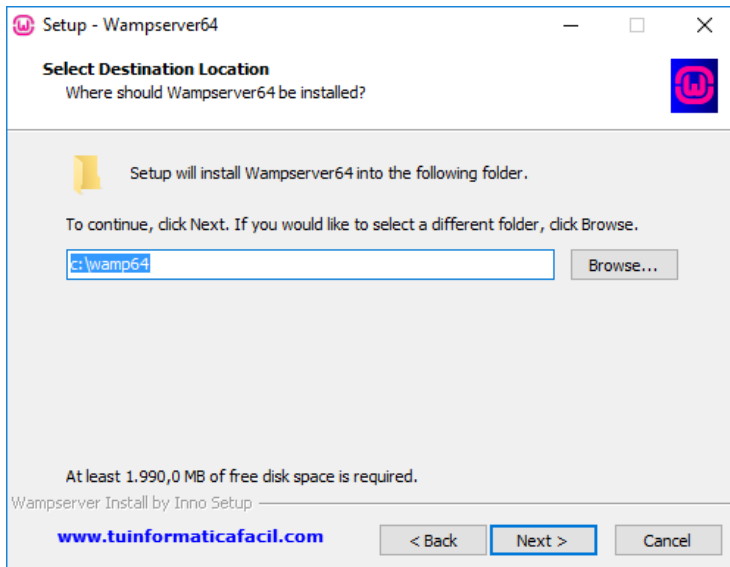 Setup - Wampserver64
Select Destination Location
Where should Wampserver64 be installed?
Setup will install Wampserver64 into the following folder.
To continue, click Next. If you would like to select a different folder, click Browse.
c:\wamp64
Browse...
At least 1.990,0 MB of free disk space is required.
Wampserver Install by Inno Setup
www.tuinformaticafacil.com
< Back
Next >
Cancel